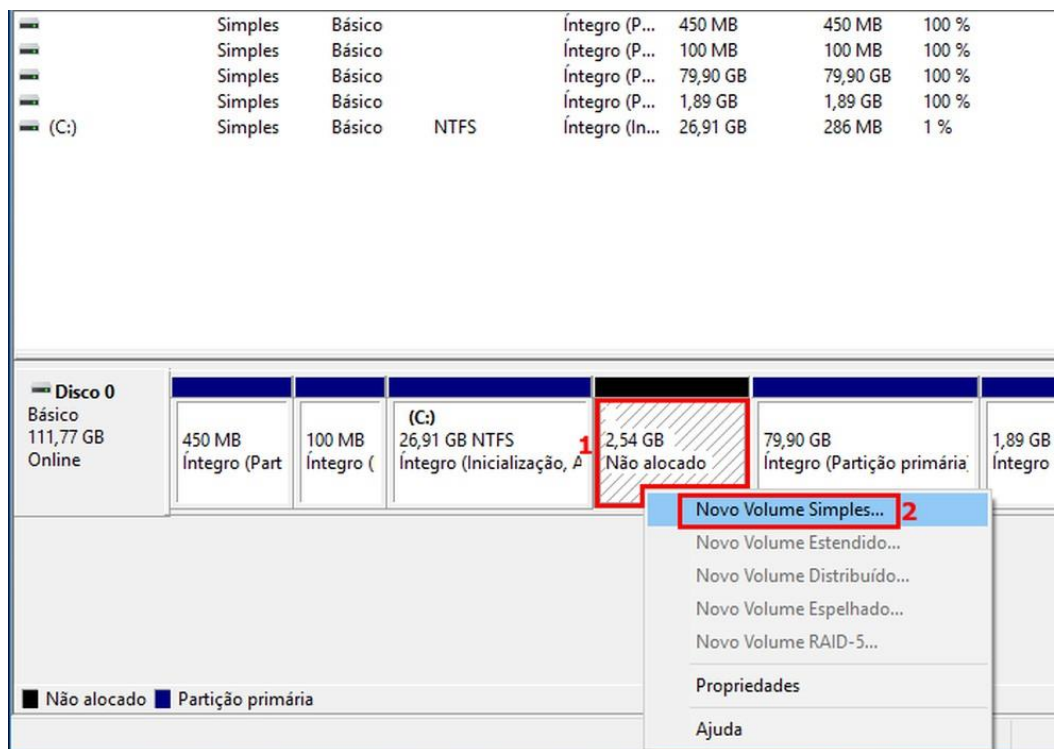 Simples Básico Íntegro (P... 450 MB 450 MB 100 %
Simples Básico Íntegro (P... 100 MB 100 MB 100 %
Simples Básico Íntegro (P... 79,90 GB 79,90 GB 100 %
Simples Básico Íntegro (P... 1,89 GB 1,89 GB 100 %
(C:) Simples Básico NTFS Íntegro (In... 26,91 GB 286 MB 1 %
Disco 0
Básico
111,77 GB
Online
450 MB
Íntegro (Part
100 MB
Íntegro (
(C:)
26,91 GB NTFS
Íntegro (Inicialização, A
1
2,54 GB
Não alocado
79,90 GB
Íntegro (Partição primária
1,89 GB
Íntegro
Novo Volume Simples... 2
Novo Volume Estendido...
Novo Volume Distribuído...
Novo Volume Espelhado...
Novo Volume RAID-5...
Propriedades
Ajuda
Não alocado Partição primária